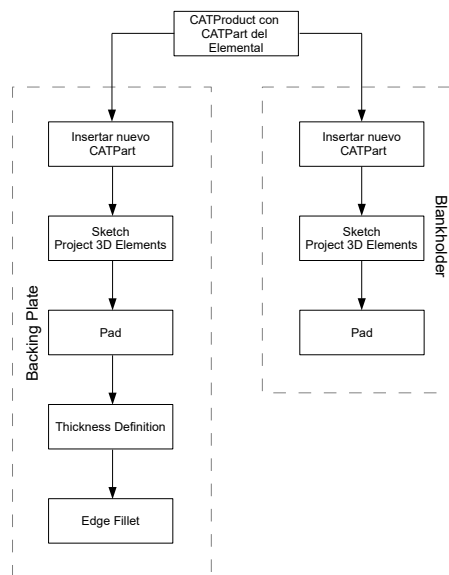 CATProduct con
CATPart del
Elemental
Insertar nuevo
CATPart
Sketch
Project 3D Elements
Pad
Thickness Definition
Edge Fillet
Backing Plate
Insertar nuevo
CATPart
Sketch
Project 3D Elements
Pad
Blankholder